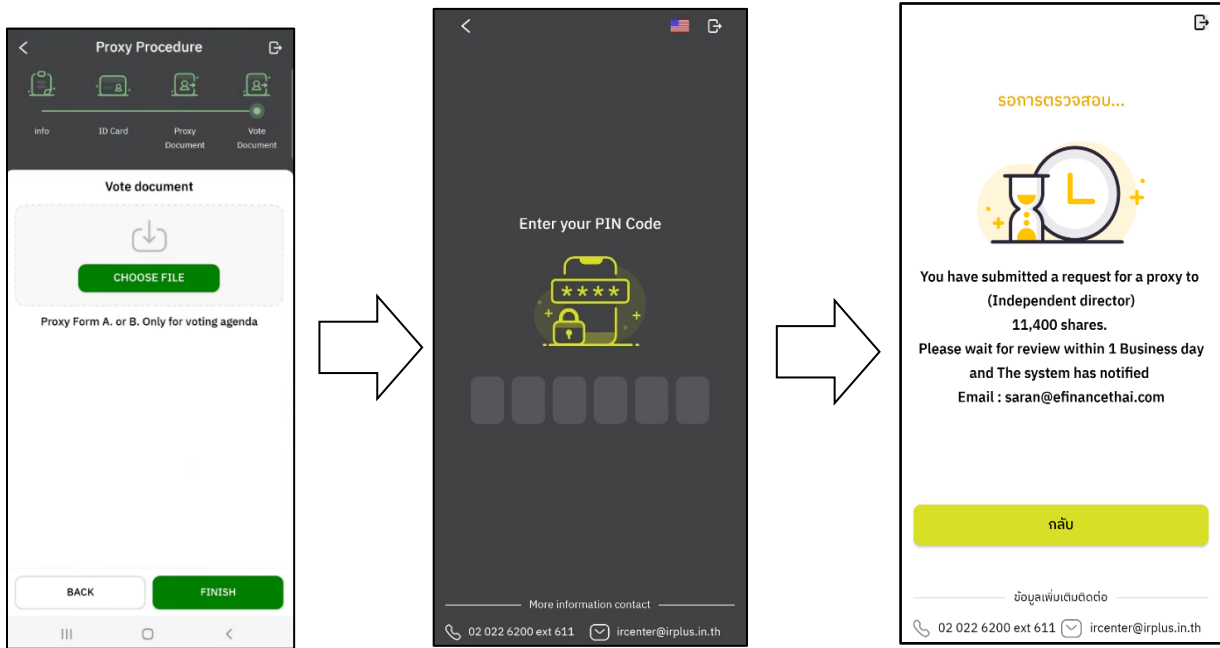 Proxy Procedure
info
ID Card
Proxy
Document
Vote
Document
Vote document
CHOOSE FILE
Proxy Form A. or B. Only for voting agenda
BACK
FINISH
Enter your PIN Code
****
More information contact
02 022 6200 ext 611
ircenter@irplus.in.th
รอการตรวจสอบ...
You have submitted a request for a proxy to
(Independent director)
11,400 shares.
Please wait for review within 1 Business day
and The system has notified
Email : saran@efinancethai.com
กลับ
ข้อมูลเพิ่มเติมติดต่อ
02 022 6200 ext 611
ircenter@irplus.in.th